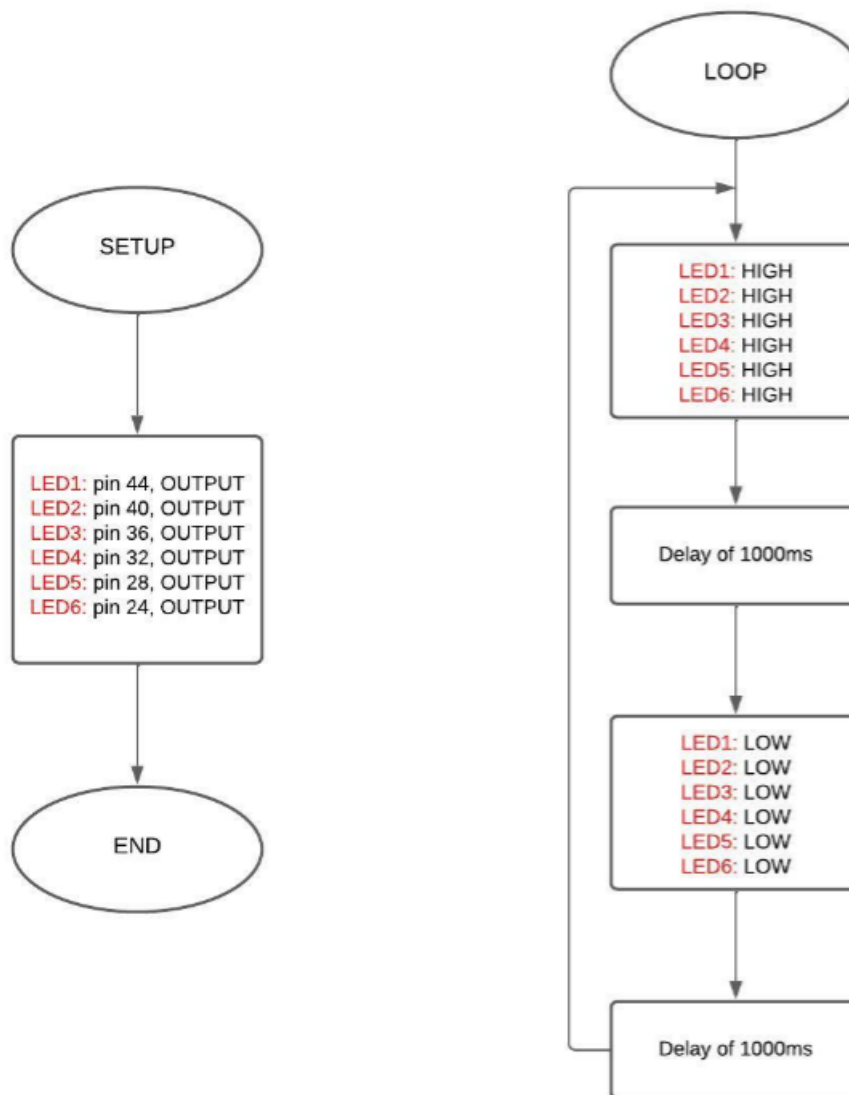 SETUP
LED1: pin 44, OUTPUT
LED2: pin 40, OUTPUT
LED3: pin 36, OUTPUT
LED4: pin 32, OUTPUT
LED5: pin 28, OUTPUT
LED6: pin 24, OUTPUT
END
LOOP
LED1: HIGH
LED2: HIGH
LED3: HIGH
LED4: HIGH
LED5: HIGH
LED6: HIGH
Delay of 1000ms
LED1: LOW
LED2: LOW
LED3: LOW
LED4: LOW
LED5: LOW
LED6: LOW
Delay of 1000ms